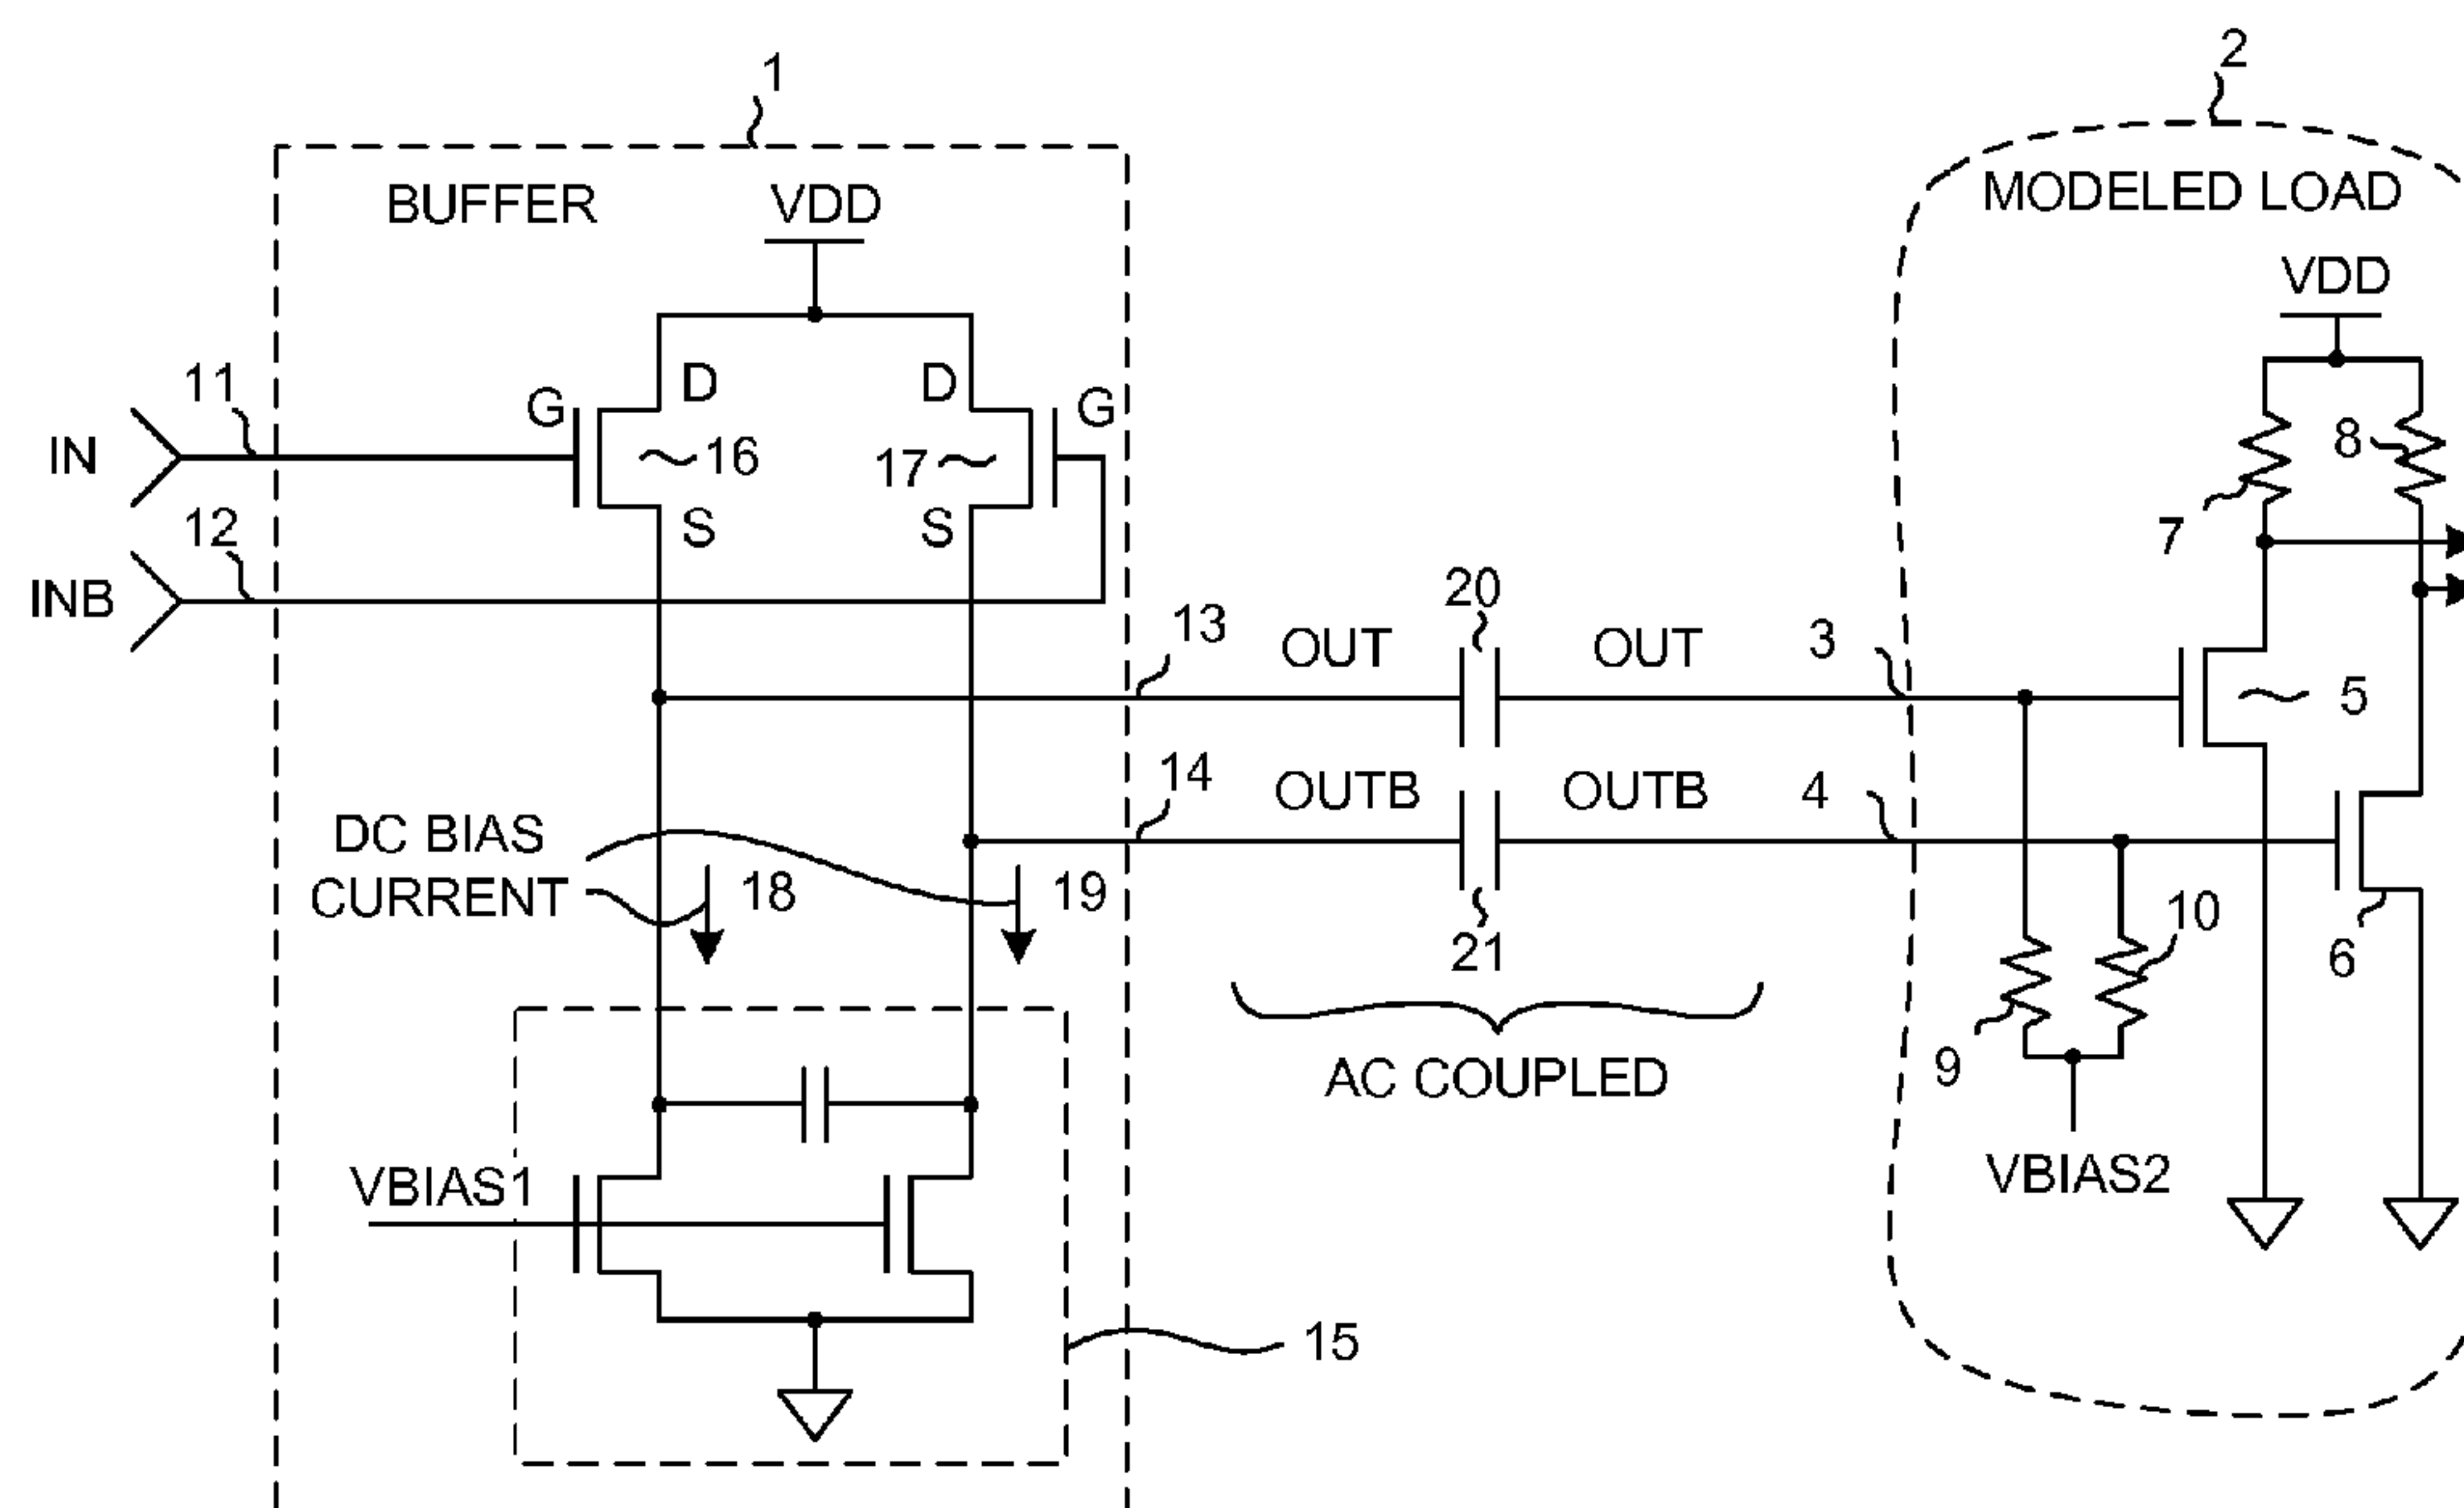 1
2
BUFFER
VDD
MODELED LOAD
VDD
11
G
D
D
G
IN
16
17
8
12
S
S
7
INB
20
13
OUT
OUT
3
5
14
OUTB
OUTB
4
DC BIAS
CURRENT
18
19
10
21
6
9
AC COUPLED
VBIAS1
VBIAS2
15